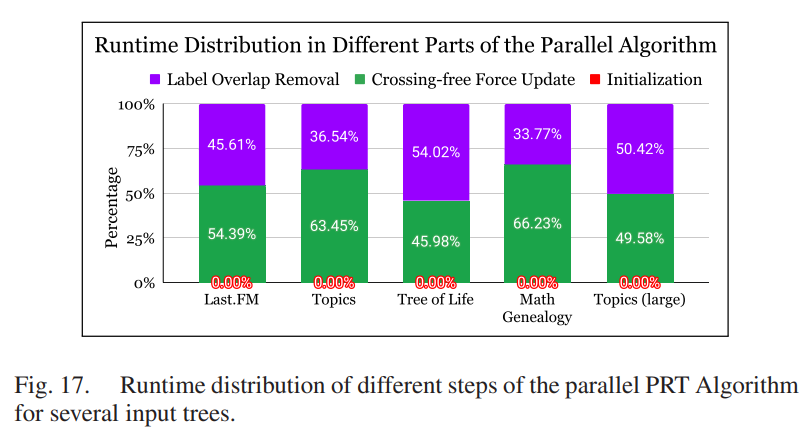 Runtime Distribution in Different Parts of the Parallel Algorithm
Label Overlap Removal Crossing-free Force Update Initialization
100%
75%
50%
25%
0%
Percentage
45.61% 36.54% 54.02% 33.77% 50.42%
54.39% 63.45% 45.98% 66.23% 49.58%
0.00% 0.00% 0.00% 0.00% 0.00%
Last.FM Topics Tree of Life Math Topics (large)
Genealogy
Fig. 17. Runtime distribution of different steps of the parallel PRT Algorithm
for several input trees.